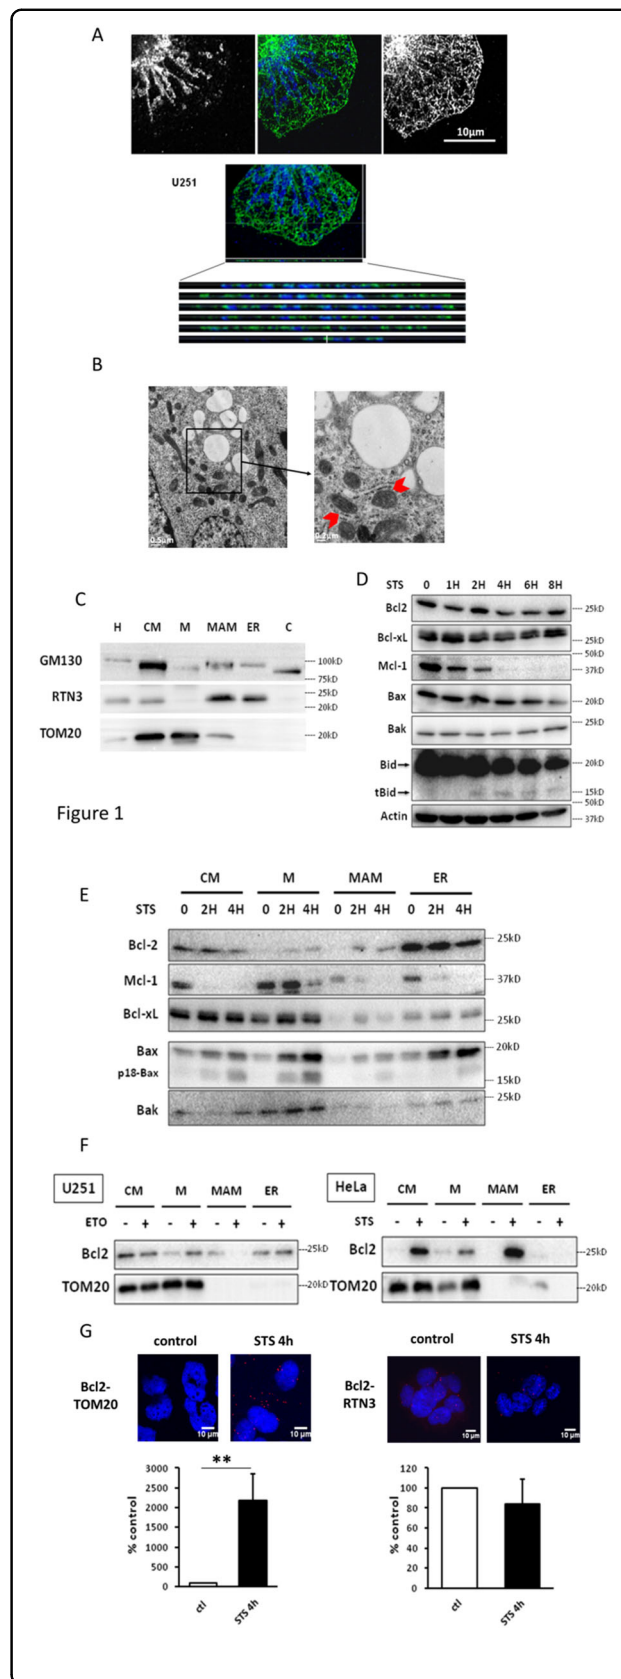 A
10µm
U251
B
0.5µm
0.2µm
C
H CM M MAM ER C
GM130
100kD
75kD
RTN3
25kD
20kD
TOM20
20kD
D
STS 0 1H 2H 4H 6H 8H
Bcl2
25kD
Bcl-xL
25kD
50kD
Mcl-1
37kD
Bax
20kD
25kD
Bak
Bid
20kD
tBid
15kD
50kD
Actin
37kD
Figure 1
E
CM M MAM ER
STS 0 2H 4H 0 2H 4H 0 2H 4H 0 2H 4H
Bcl-2
25kD
Mcl-1
37kD
Bcl-xL
25kD
Bax
20kD
p18-Bax
15kD
25kD
Bak
F
U251
CM M MAM ER
ETO - + - + - + - +
Bcl2
25kD
TOM20
20kD
HeLa
CM M MAM ER
STS - + - + - + - +
Bcl2
25kD
TOM20
20kD
G
control STS 4h
Bcl2-
TOM20
10 µm
10 µm
control STS 4h
Bcl2-
RTN3
10 µm
10 µm
**
% control
3000
2500
2000
1500
1000
500
0
ctl
STS 4h
% control
120
100
80
60
40
20
0
ctl
STS 4h